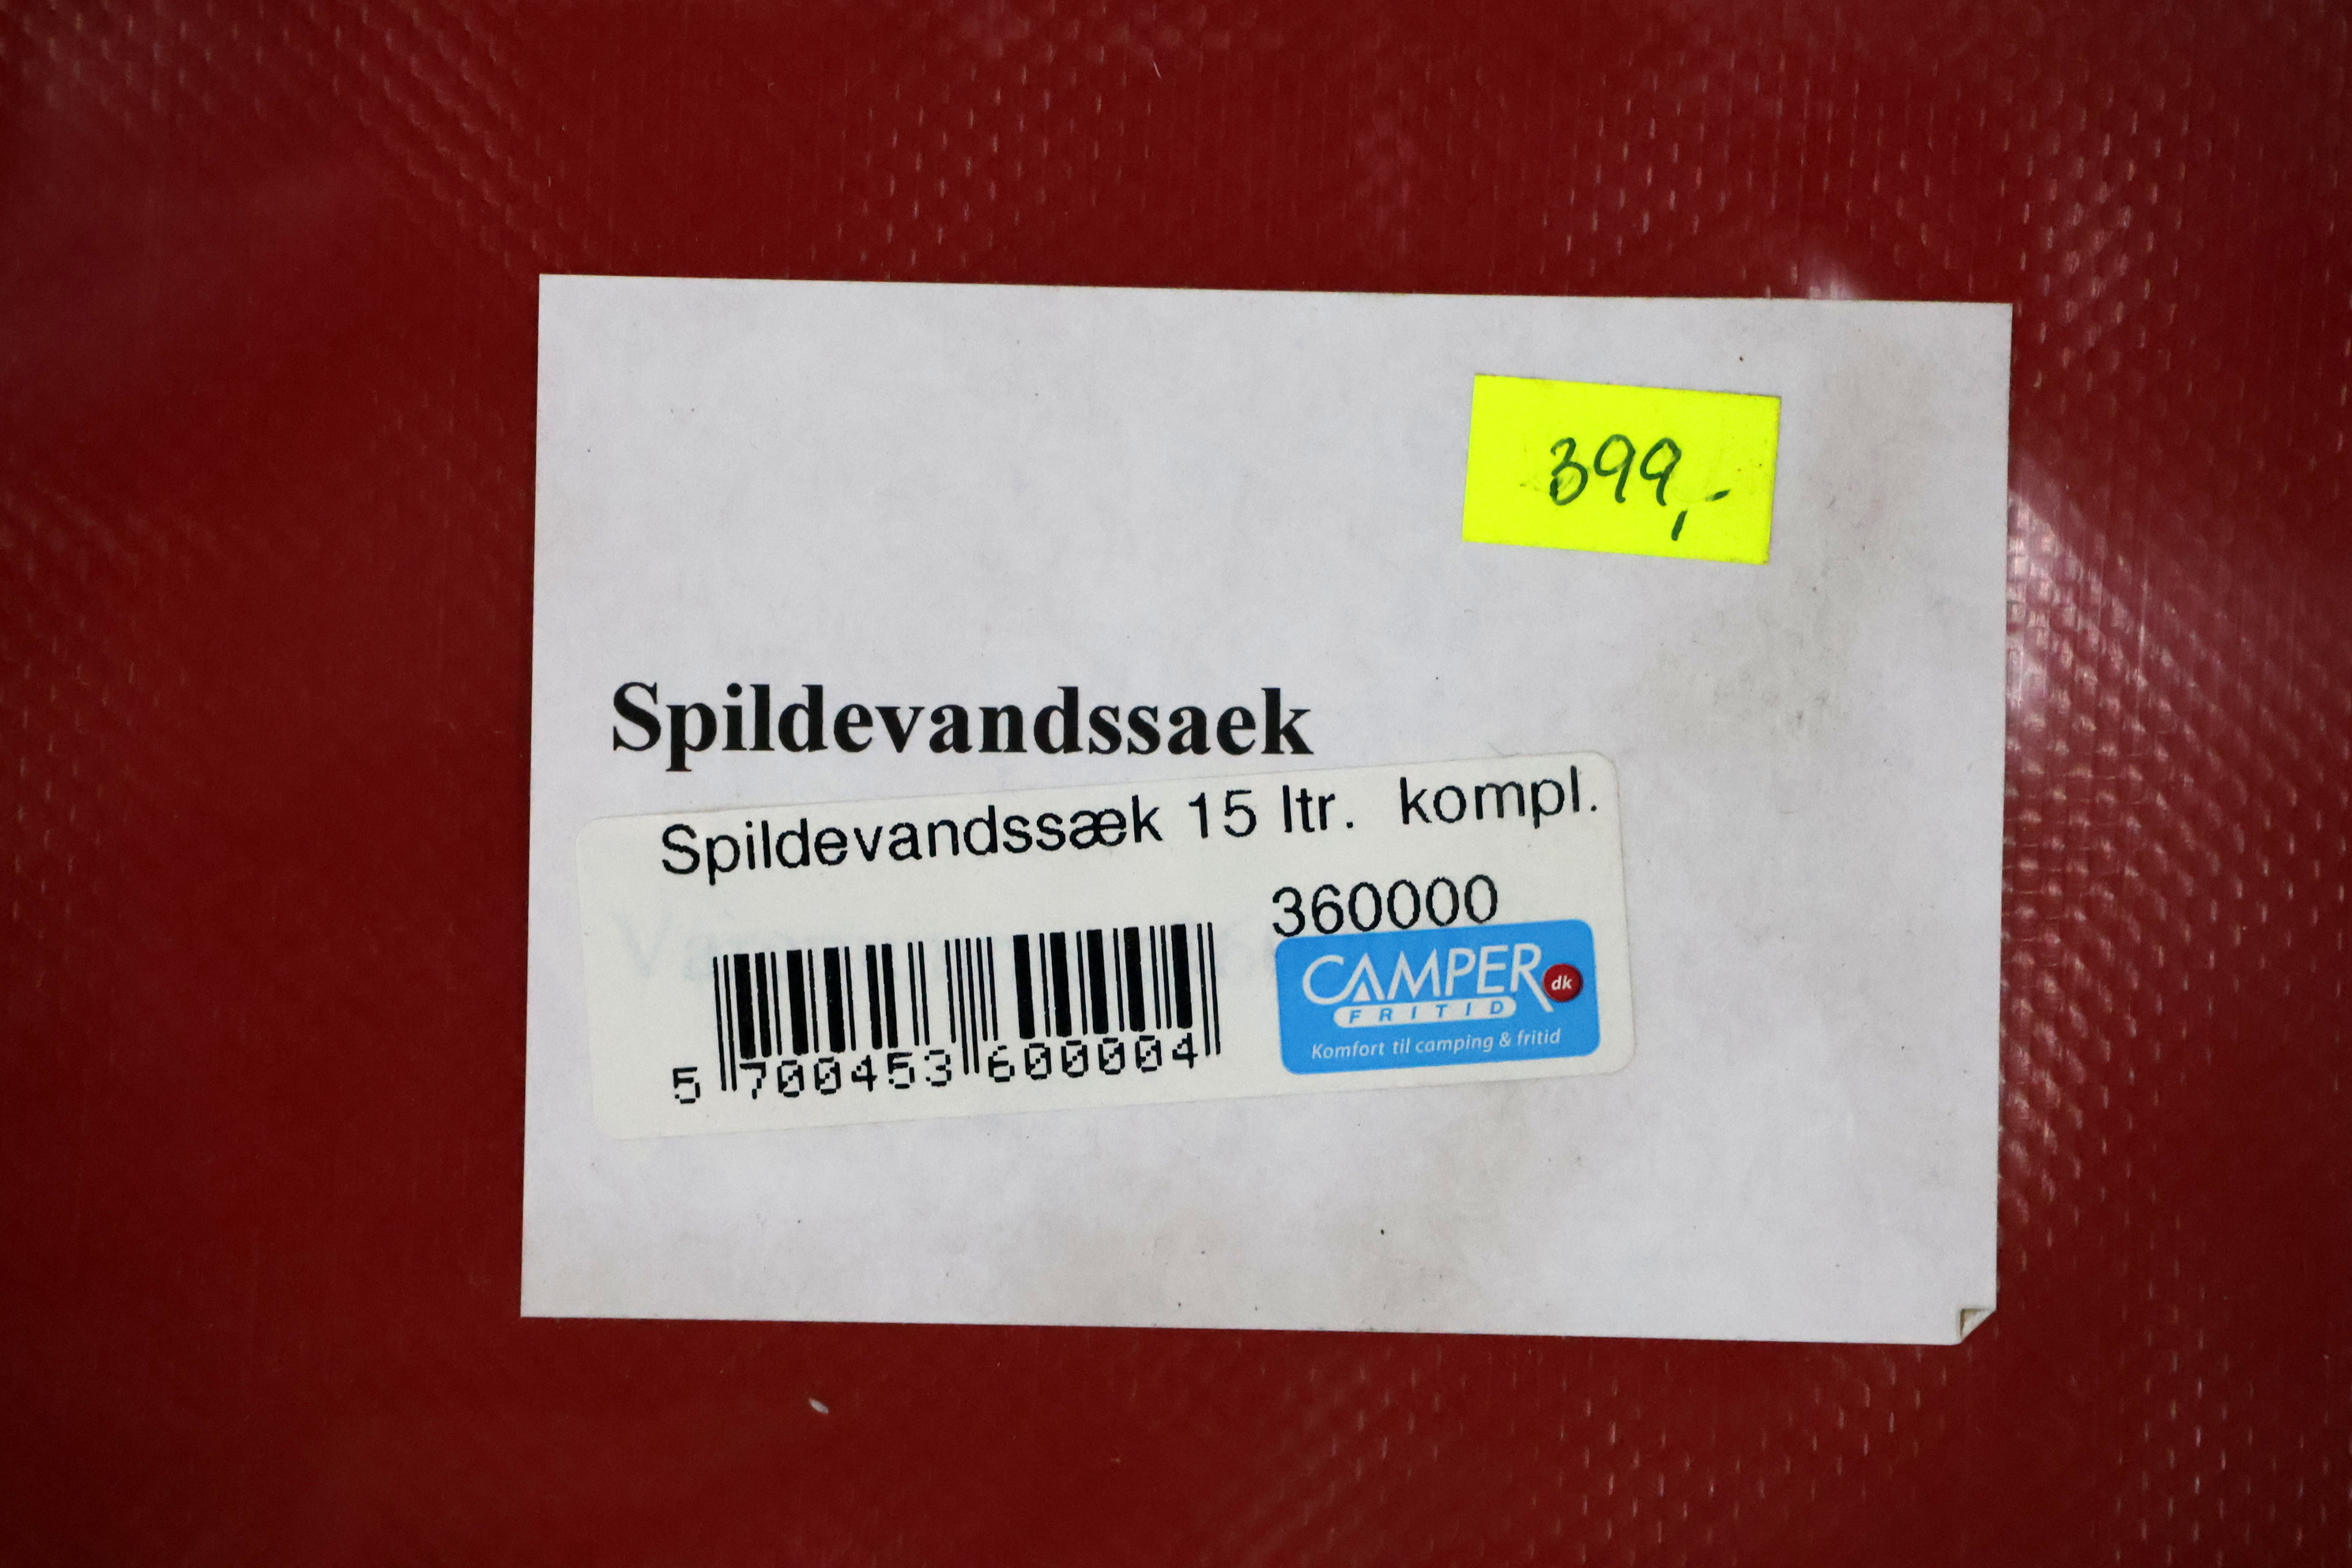 399,-
Spildevandssaek
Spildevandssæk 15 ltr. kompl.
360000
CAMPER dk
FRITID
Komfort til camping & fritid
5 700453 600004